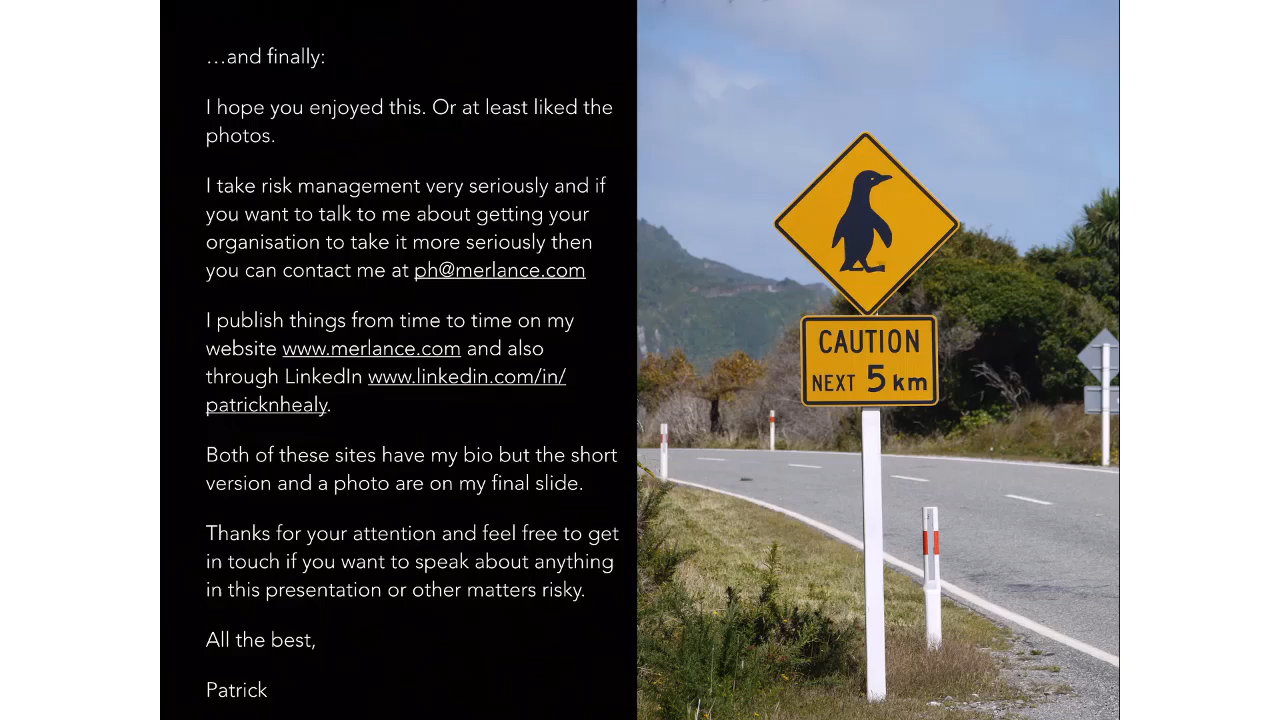 …and finally:
I hope you enjoyed this. Or at least liked the
photos.
I take risk management very seriously and if
you want to talk to me about getting your
organisation to take it more seriously then
you can contact me at ph@merlance.com
I publish things from time to time on my
website www.merlance.com and also
through LinkedIn www.linkedin.com/in/
patricknhealy.
Both of these sites have my bio but the short
version and a photo are on my final slide.
Thanks for your attention and feel free to get
in touch if you want to speak about anything
in this presentation or other matters risky.
All the best,
Patrick
CAUTION
NEXT 5 km